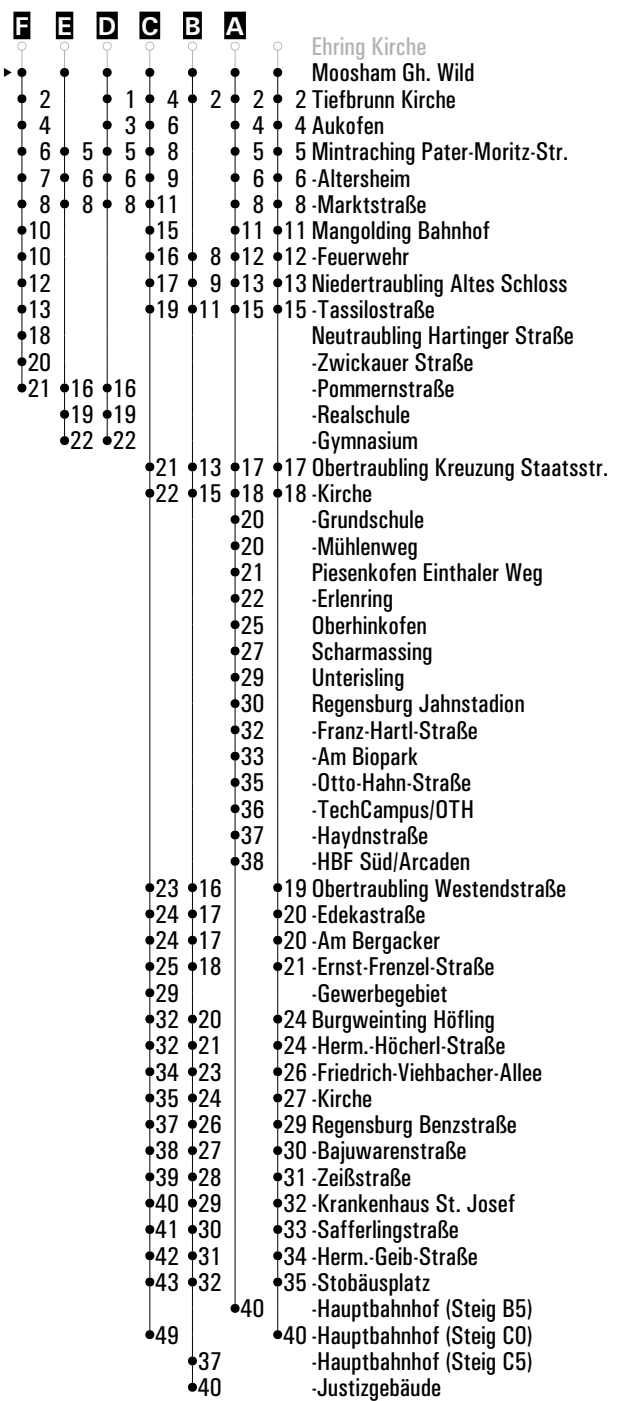 F E D C B A
Ehring Kirche
Moosham Gh. Wild
2 1 4 2 2 2 Tiefbrunn Kirche
4 3 6 4 4 Aukofen
6 5 5 8 5 5 Mintraching Pater-Moritz-Str.
7 6 6 9 6 6 -Altersheim
8 8 8 11 8 8 -Marktstraße
10 15 11 11 Mangolding Bahnhof
10 16 8 12 12 -Feuerwehr
12 17 9 13 13 Niedertraubling Altes Schloss
13 19 11 15 15 -Tassilostraße
18 Neutraubling Hartinger Straße
20 -Zwickauer Straße
21 16 16 -Pommernstraße
19 19 -Realschule
22 22 -Gymnasium
21 13 17 17 Obertraubling Kreuzung Staatsstr.
22 15 18 18 -Kirche
20 -Grundschule
20 -Mühlenweg
21 Piesenkofen Einthaler Weg
22 -Erlenring
25 Oberhinkofen
27 Scharmassing
29 Unterisling
30 Regensburg Jahnstadion
32 -Franz-Hartl-Straße
33 -Am Biopark
35 -Otto-Hahn-Straße
36 -TechCampus/OTH
37 -Haydnstraße
38 -HBF Süd/Arcaden
23 16 19 Obertraubling Westendstraße
24 17 20 -Edekastraße
24 17 20 -Am Bergacker
25 18 21 -Ernst-Frenzel-Straße
29 -Gewerbegebiet
32 20 24 Burgweinting Höfling
32 21 24 -Herm.-Höcherl-Straße
34 23 26 -Friedrich-Viehbacher-Allee
35 24 27 -Kirche
37 26 29 Regensburg Benzstraße
38 27 30 -Bajuwarenstraße
39 28 31 -Zeißstraße
40 29 32 -Krankenhaus St. Josef
41 30 33 -Safferlingstraße
42 31 34 -Herm.-Geib-Straße
43 32 35 -Stobäusplatz
40 -Hauptbahnhof (Steig B5)
49 40 -Hauptbahnhof (Steig C0)
37 -Hauptbahnhof (Steig C5)
40 -Justizgebäude